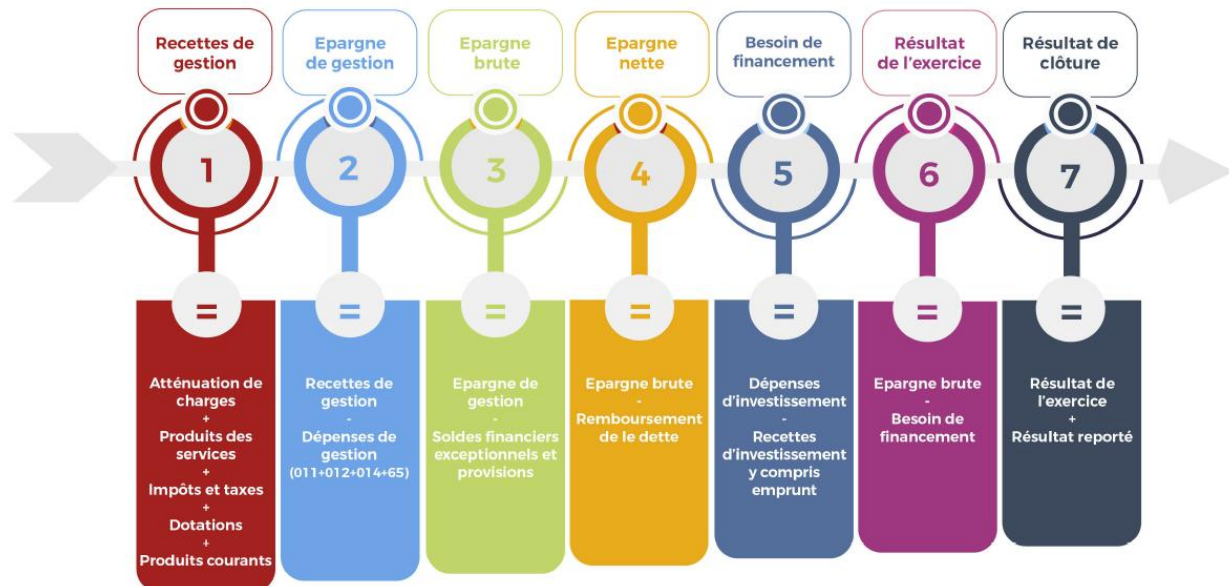 Recettes de
gestion
Epargne
de gestion
Epargne
brute
Epargne
nette
Besoin de
financement
Résultat
de l'exercice
Résultat de
clôture
1
2
3
4
5
6
7
=
=
=
=
=
=
=
Atténuation de
charges
+
Produits des
services
+
Impôts et taxes
+
Dotations
+
Produits courants
Recettes de
gestion
-
Dépenses de
gestion
(011+012+014+65)
Epargne de
gestion
-
Soldes financiers
exceptionnels et
provisions
Epargne brute
-
Remboursement
de le dette
Dépenses
d'investissement
-
Recettes
d'investissement
y compris
emprunt
Epargne brute
-
Besoin de
financement
Résultat de
l'exercice
+
Résultat reporté